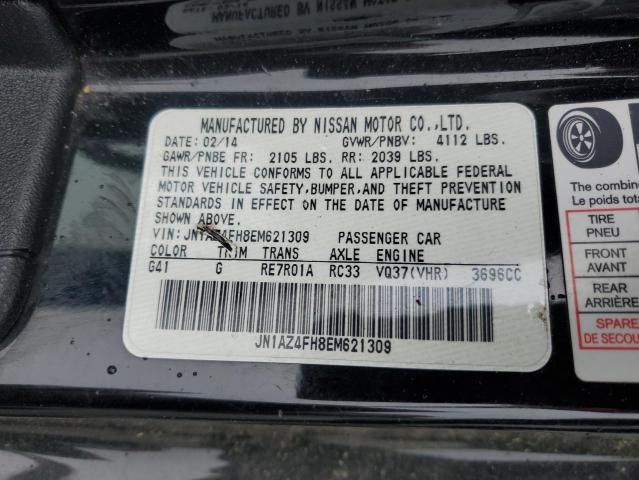 MANUFACTURED BY NISSAN MOTOR CO.,LTD.
DATE: 02/14 GVWR/PNBV: 4112 LBS.
GAWR/PNBE FR: 2105 LBS. RR: 2039 LBS.
THIS VEHICLE CONFORMS TO ALL APPLICABLE FEDERAL
MOTOR VEHICLE SAFETY,BUMPER,AND THEFT PREVENTION
STANDARDS IN EFFECT ON THE DATE OF MANUFACTURE
SHOWN ABOVE.
VIN: JN1AZ4FH8EM621309 PASSENGER CAR
COLOR TRIM TRANS AXLE ENGINE
G41 G RE7R01A RC33 VQ37(VHR) 3696CC
JN1AZ4FH8EM621309
The combin
Le poids tota
TIRE
PNEU
FRONT
AVANT
REAR
ARRIÈRE
SPARE
DE SECOU